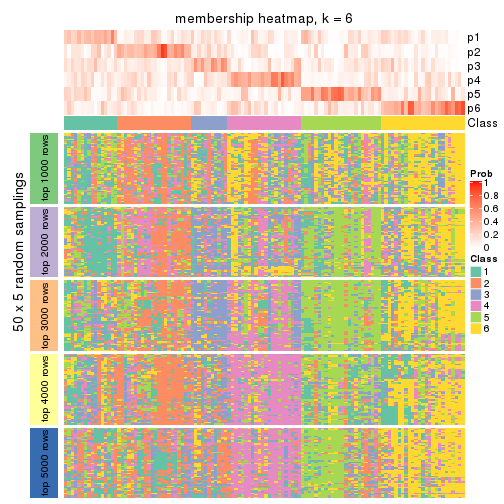 membership heatmap, k = 6
p1
p2
p3
p4
p5
p6
Class
50 x 5 random samplings
top 1000 rows
top 2000 rows
top 3000 rows
top 4000 rows
top 5000 rows
Prob
1
0.8
0.6
0.4
0.2
0
Class
1
2
3
4
5
6